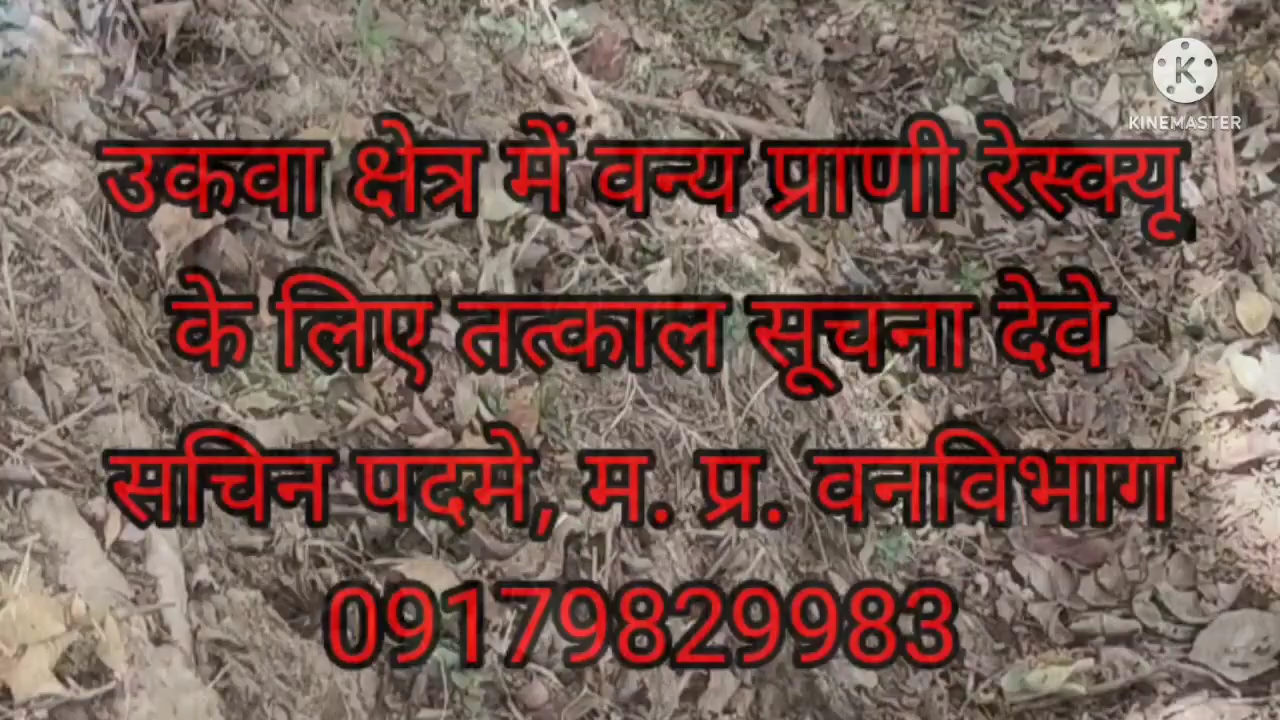 KINEMASTER
उकवा क्षेत्र में वन्य प्राणी रेस्क्यू
के लिए तत्काल सूचना देवे
सचिन पदमे, म. प्र. वनविभाग
09179829983